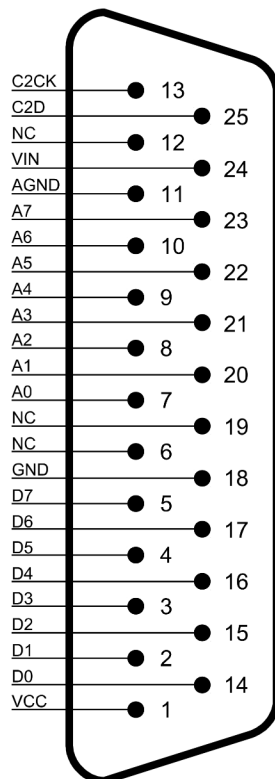 C2CK 13
C2D 25
NC 12
VIN 24
AGND 11
A7 23
A6 10
A5 22
A4 9
A3 21
A2 8
A1 20
A0 7
NC 19
NC 6
GND 18
D7 5
D6 17
D5 4
D4 16
D3 3
D2 15
D1 2
D0 14
VCC 1